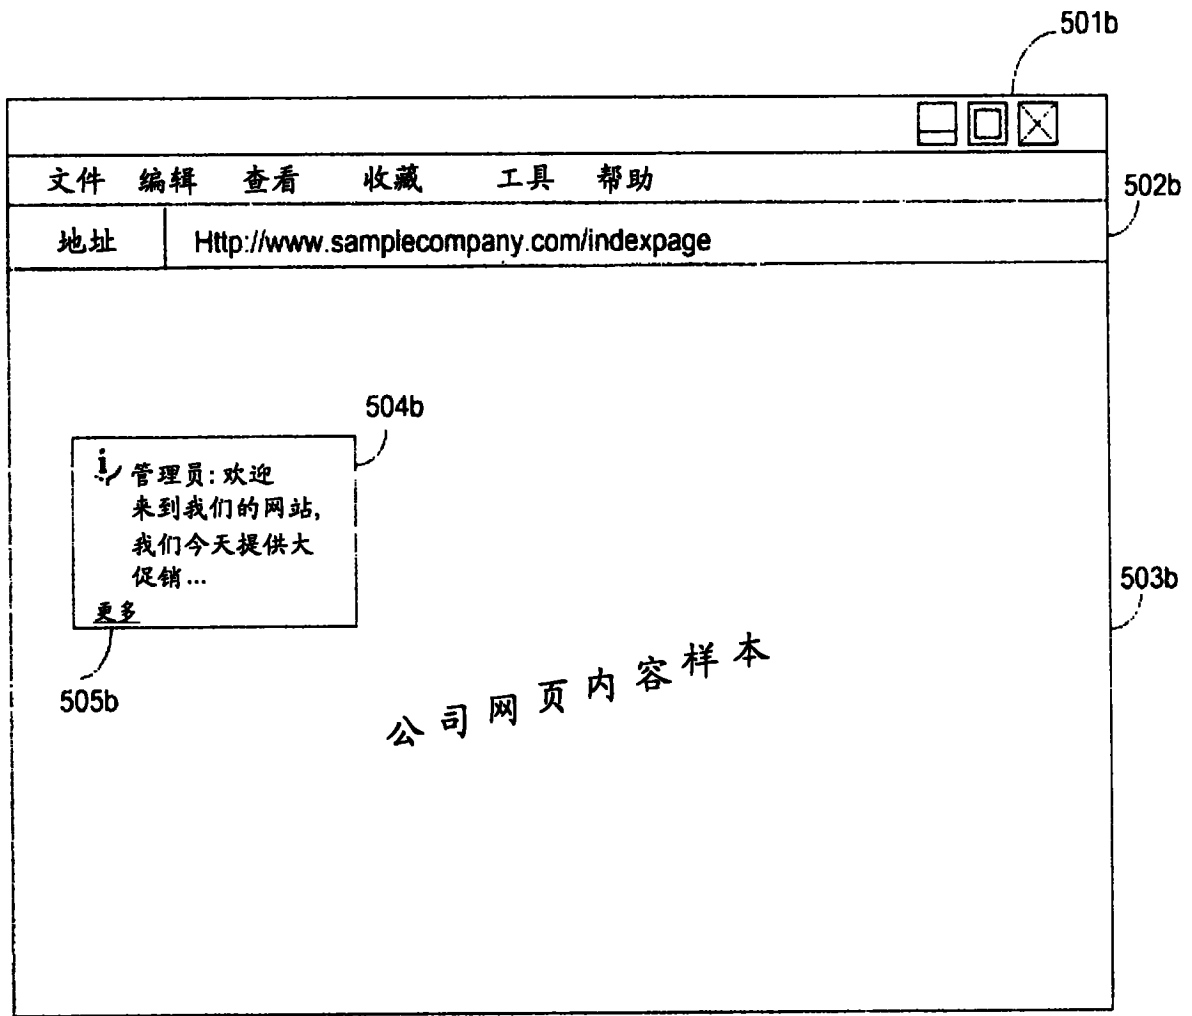 501b
文件 编辑 查看 收藏 工具 帮助
502b
地址 Http://www.samplecompany.com/indexpage
504b
i 管理员: 欢迎
来到我们的网站,
我们今天提供大
促销...
更多
503b
505b
公司网页内容样本